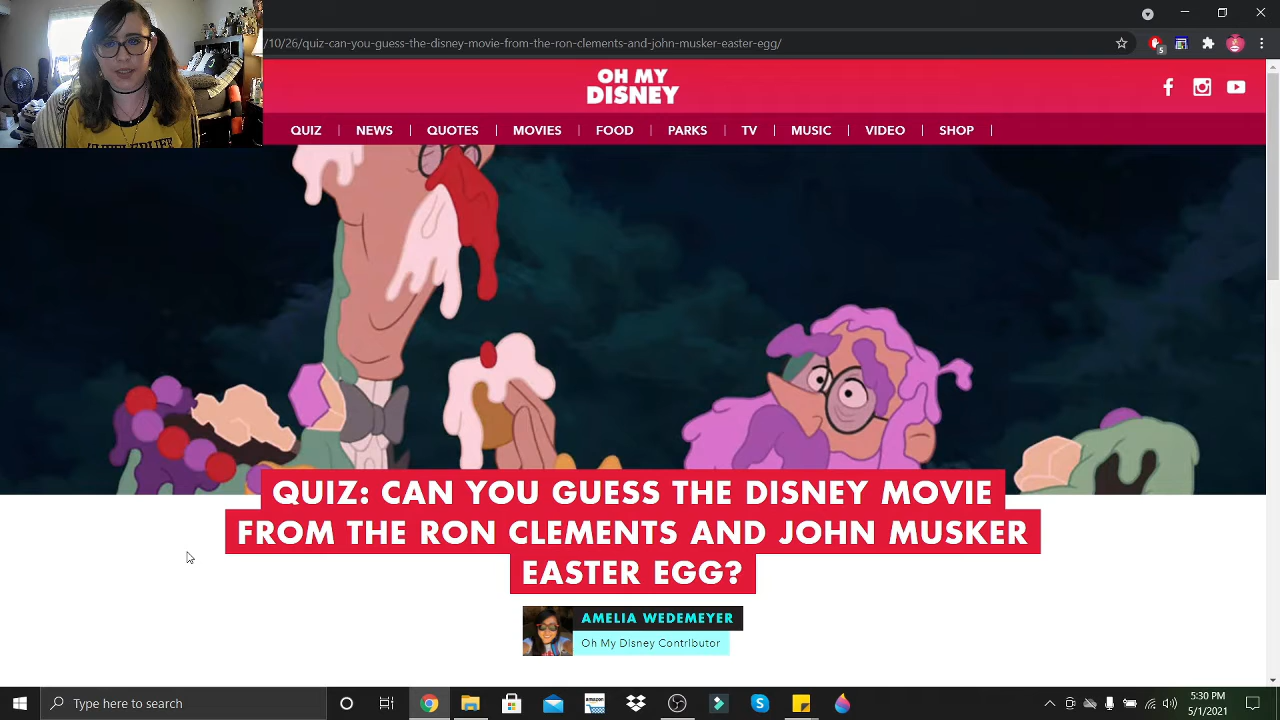 /10/26/quiz-can-you-guess-the-disney-movie-from-the-ron-clements-and-john-musker-easter-egg/
5
OH MY
DISNEY
QUIZ | NEWS | QUOTES | MOVIES | FOOD | PARKS | TV | MUSIC | VIDEO | SHOP |
QUIZ: CAN YOU GUESS THE DISNEY MOVIE
FROM THE RON CLEMENTS AND JOHN MUSKER
EASTER EGG?
AMELIA WEDEMEYER
Oh My Disney Contributor
Type here to search
amazon
5:30 PM
5/1/2021